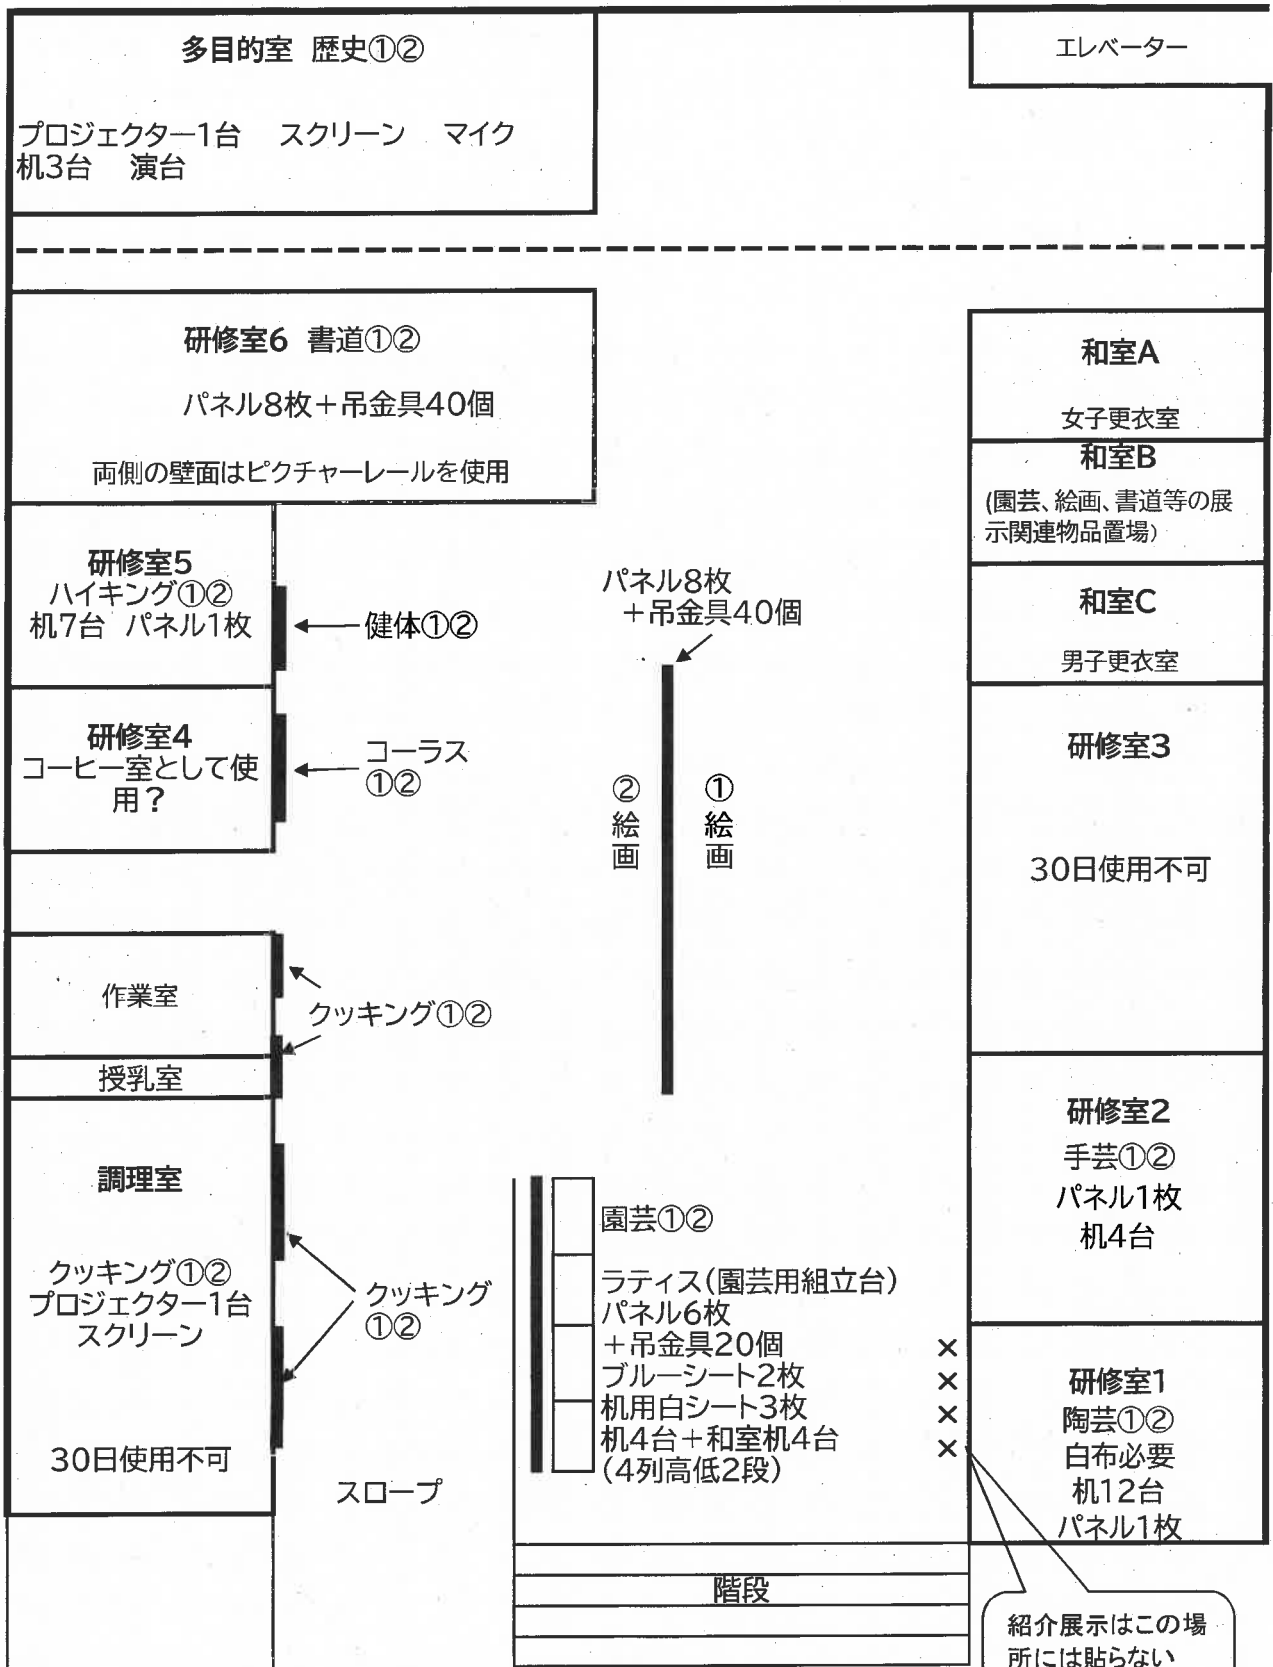 多目的室 歴史①②
プロジェクター1台 スクリーン マイク
机3台 演台
エレベーター
研修室6 書道①②
パネル8枚＋吊金具40個
両側の壁面はピクチャーレールを使用
和室A
女子更衣室
和室B
(園芸、絵画、書道等の展
示関連物品置場)
和室C
男子更衣室
研修室5
ハイキング①②
机7台 パネル1枚
健体①②
パネル8枚
＋吊金具40個
研修室4
コーヒー室として使
用?
コーラス
①②
②絵画
①絵画
研修室3
30日使用不可
作業室
クッキング①②
授乳室
調理室
クッキング①②
プロジェクター1台
スクリーン
30日使用不可
クッキング
①②
スロープ
園芸①②
ラティス(園芸用組立台)
パネル6枚
＋吊金具20個
ブルーシート2枚
机用白シート3枚
机4台＋和室机4台
(4列高低2段)
×
×
×
×
研修室2
手芸①②
パネル1枚
机4台
研修室1
陶芸①②
白布必要
机12台
パネル1枚
階段
紹介展示はこの場
所には貼らない